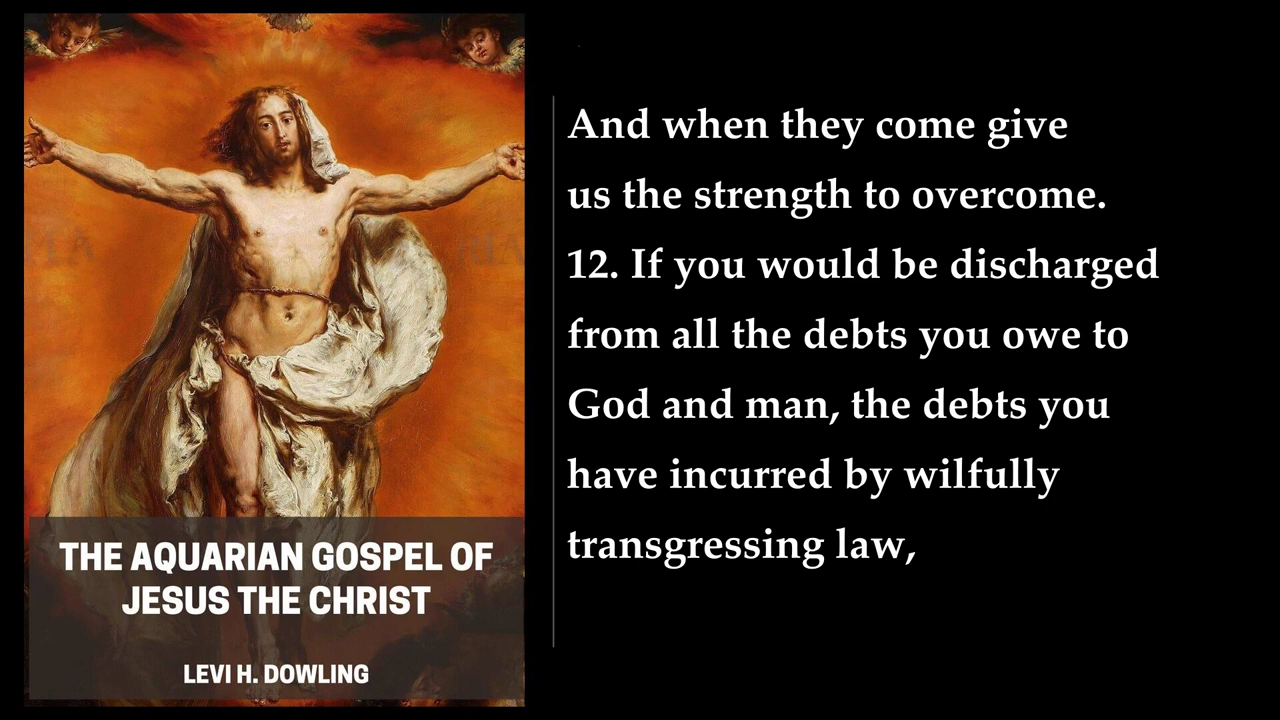 THE AQUARIAN GOSPEL OF
JESUS THE CHRIST
LEVI H. DOWLING
And when they come give
us the strength to overcome.
12. If you would be discharged
from all the debts you owe to
God and man, the debts you
have incurred by wilfully
transgressing law,